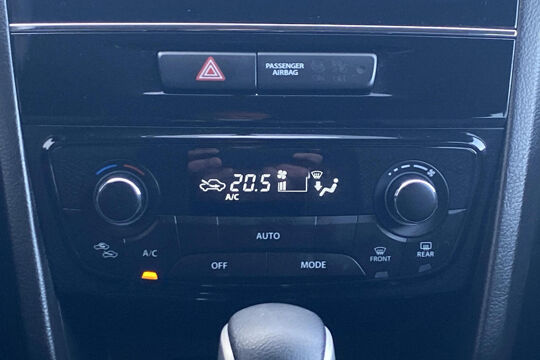 PASSENGER
AIRBAG
20.5
A/C
AUTO
A/C
OFF
MODE
FRONT
REAR